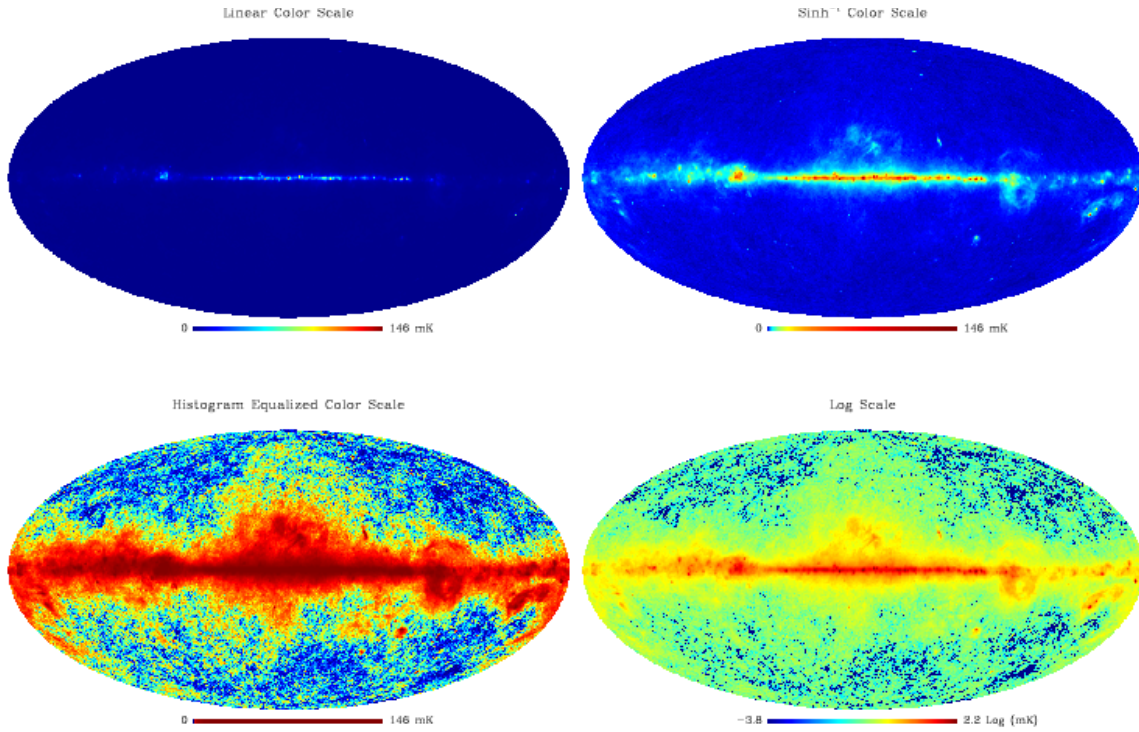 Linear Color Scale
Sinh⁻¹ Color Scale
0 146 mK
0 146 mK
Histogram Equalized Color Scale
Log Scale
0 146 mK
−3.8 2.2 Log (mK)